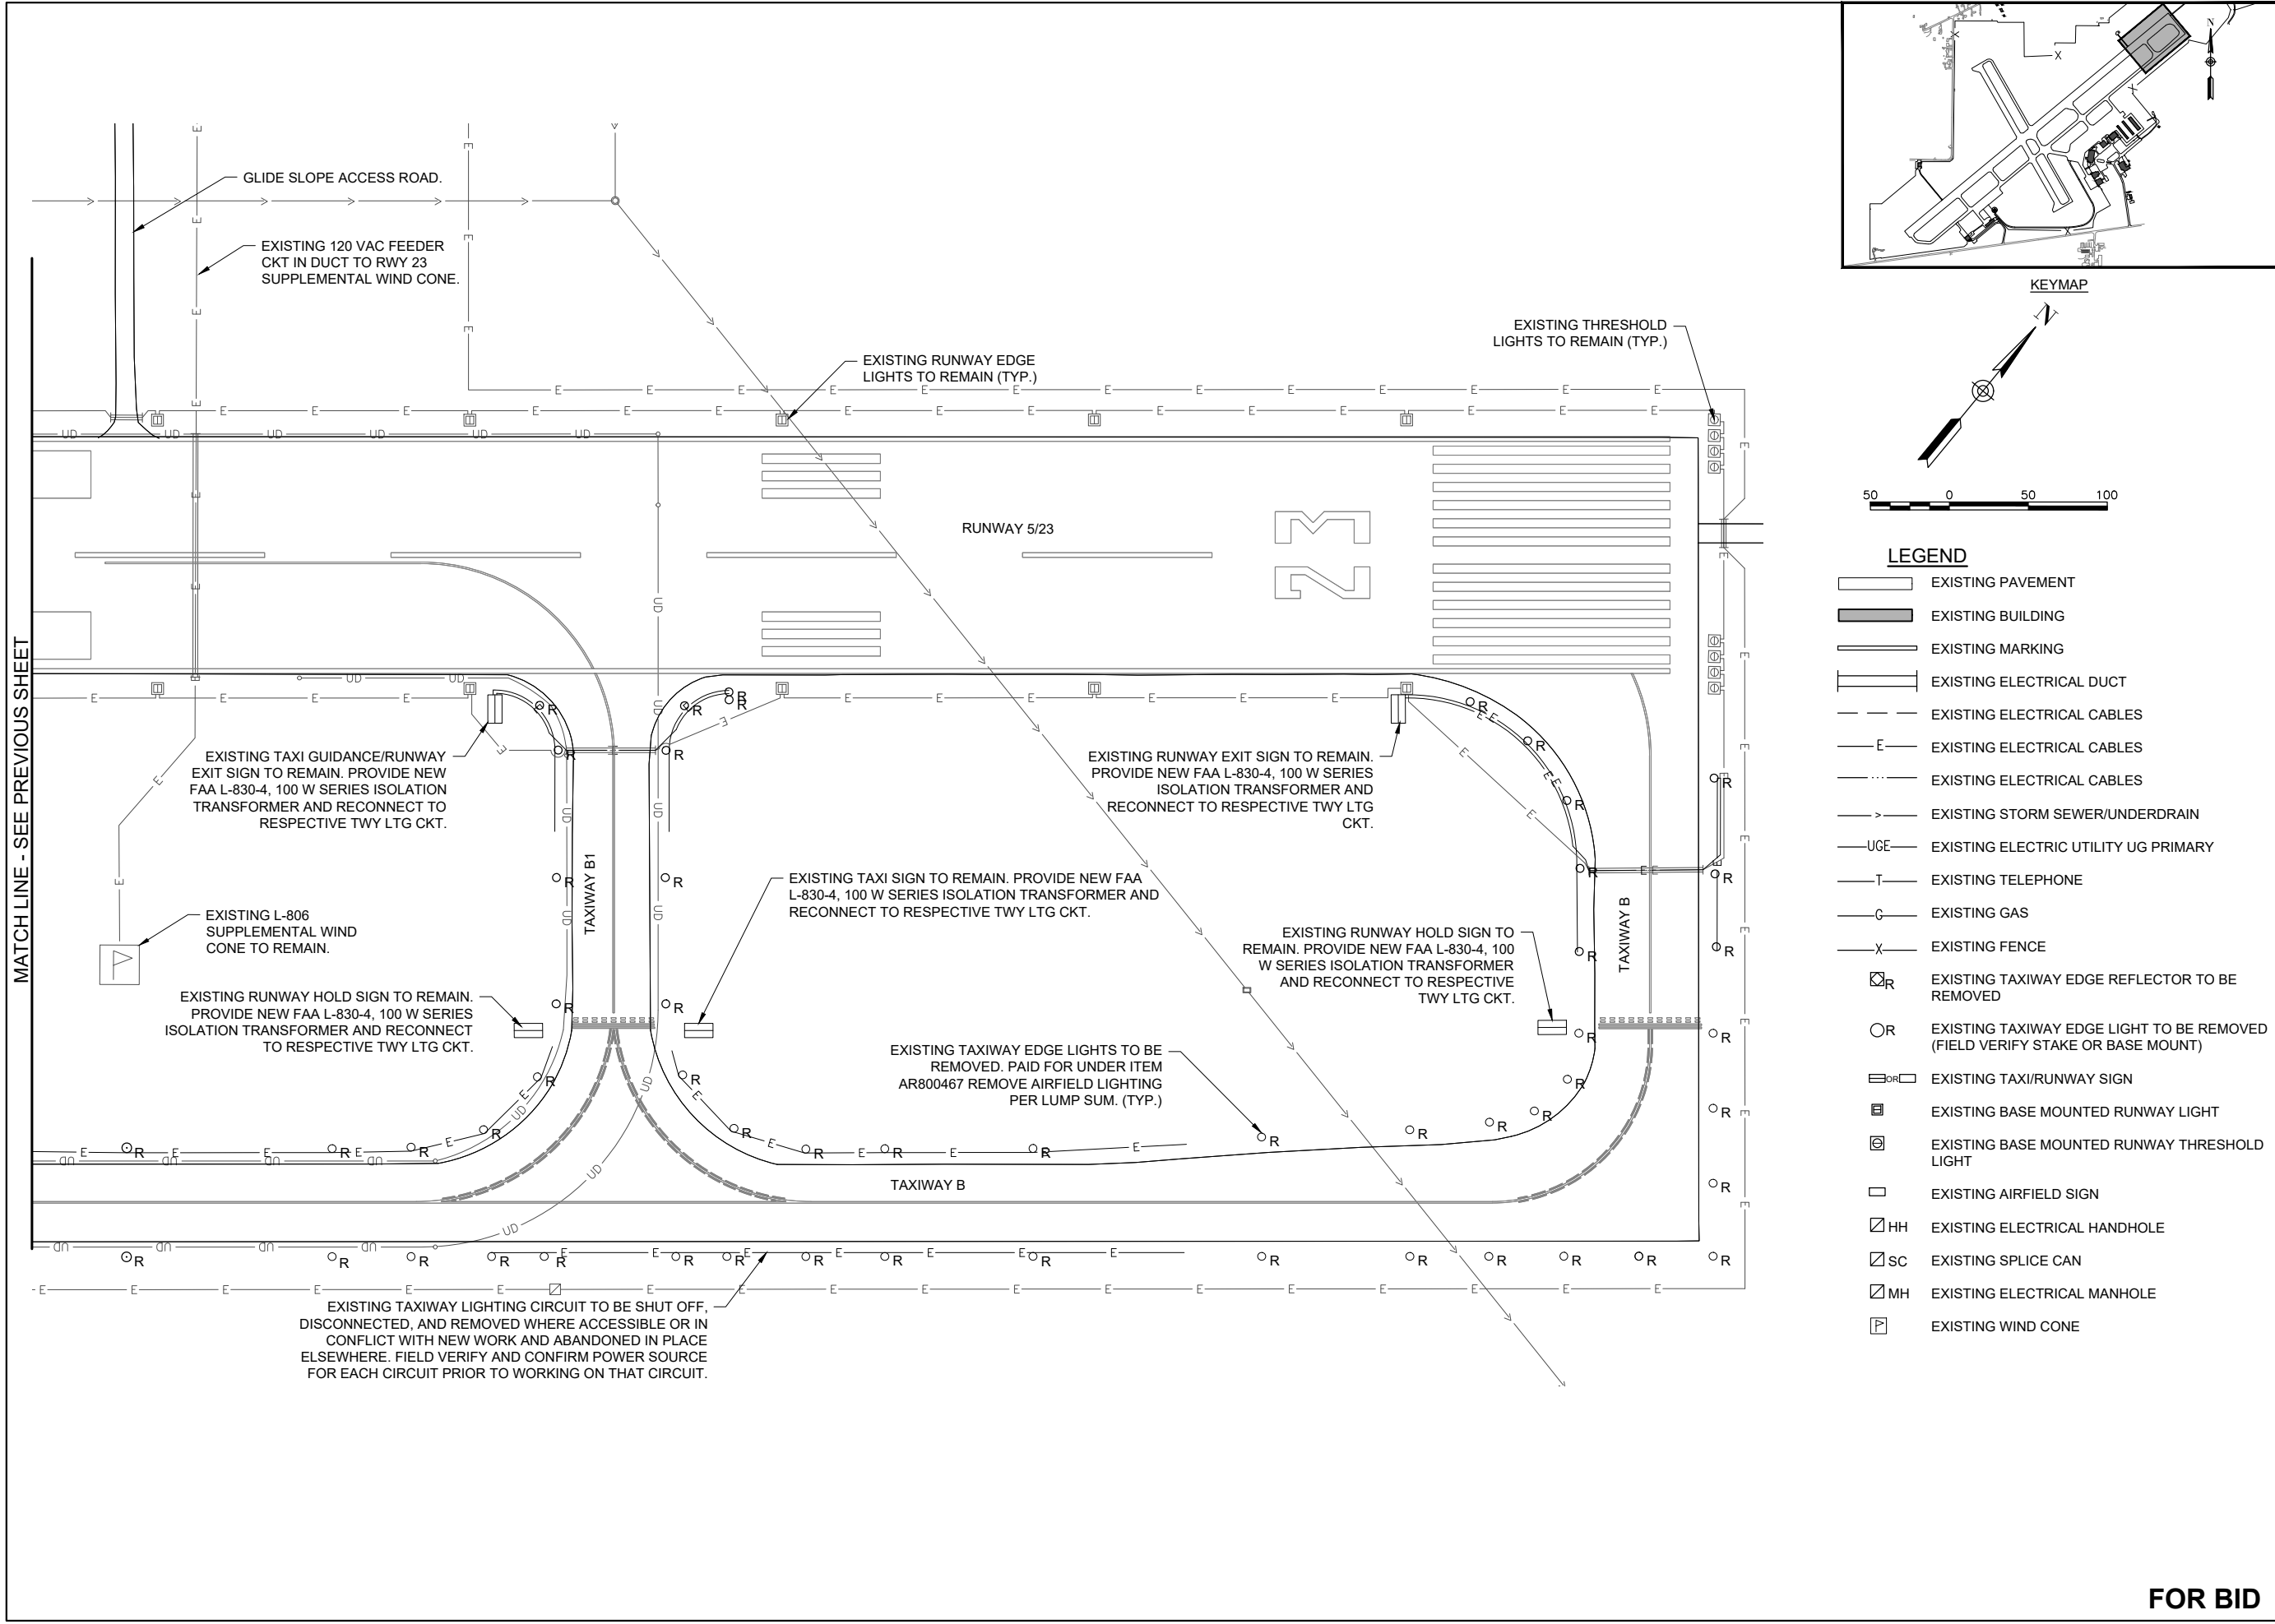 GLIDE SLOPE ACCESS ROAD.
EXISTING 120 VAC FEEDER
CKT IN DUCT TO RWY 23
SUPPLEMENTAL WIND CONE.
EXISTING RUNWAY EDGE
LIGHTS TO REMAIN (TYP.)
EXISTING THRESHOLD
LIGHTS TO REMAIN (TYP.)
RUNWAY 5/23
23
MATCH LINE - SEE PREVIOUS SHEET
EXISTING TAXI GUIDANCE/RUNWAY
EXIT SIGN TO REMAIN. PROVIDE NEW
FAA L-830-4, 100 W SERIES ISOLATION
TRANSFORMER AND RECONNECT TO
RESPECTIVE TWY LTG CKT.
EXISTING RUNWAY EXIT SIGN TO REMAIN.
PROVIDE NEW FAA L-830-4, 100 W SERIES
ISOLATION TRANSFORMER AND
RECONNECT TO RESPECTIVE TWY LTG
CKT.
TAXIWAY B1
EXISTING TAXI SIGN TO REMAIN. PROVIDE NEW FAA
L-830-4, 100 W SERIES ISOLATION TRANSFORMER AND
RECONNECT TO RESPECTIVE TWY LTG CKT.
EXISTING L-806
SUPPLEMENTAL WIND
CONE TO REMAIN.
EXISTING RUNWAY HOLD SIGN TO
REMAIN. PROVIDE NEW FAA L-830-4, 100
W SERIES ISOLATION TRANSFORMER
AND RECONNECT TO RESPECTIVE
TWY LTG CKT.
TAXIWAY B
EXISTING RUNWAY HOLD SIGN TO REMAIN.
PROVIDE NEW FAA L-830-4, 100 W SERIES
ISOLATION TRANSFORMER AND RECONNECT
TO RESPECTIVE TWY LTG CKT.
EXISTING TAXIWAY EDGE LIGHTS TO BE
REMOVED. PAID FOR UNDER ITEM
AR800467 REMOVE AIRFIELD LIGHTING
PER LUMP SUM. (TYP.)
TAXIWAY B
EXISTING TAXIWAY LIGHTING CIRCUIT TO BE SHUT OFF,
DISCONNECTED, AND REMOVED WHERE ACCESSIBLE OR IN
CONFLICT WITH NEW WORK AND ABANDONED IN PLACE
ELSEWHERE. FIELD VERIFY AND CONFIRM POWER SOURCE
FOR EACH CIRCUIT PRIOR TO WORKING ON THAT CIRCUIT.
N
KEYMAP
N
50 0 50 100
LEGEND
EXISTING PAVEMENT
EXISTING BUILDING
EXISTING MARKING
EXISTING ELECTRICAL DUCT
EXISTING ELECTRICAL CABLES
E EXISTING ELECTRICAL CABLES
EXISTING ELECTRICAL CABLES
EXISTING STORM SEWER/UNDERDRAIN
UGE EXISTING ELECTRIC UTILITY UG PRIMARY
T EXISTING TELEPHONE
G EXISTING GAS
X EXISTING FENCE
R EXISTING TAXIWAY EDGE REFLECTOR TO BE
REMOVED
R EXISTING TAXIWAY EDGE LIGHT TO BE REMOVED
(FIELD VERIFY STAKE OR BASE MOUNT)
OR EXISTING TAXI/RUNWAY SIGN
EXISTING BASE MOUNTED RUNWAY LIGHT
EXISTING BASE MOUNTED RUNWAY THRESHOLD
LIGHT
EXISTING AIRFIELD SIGN
HH EXISTING ELECTRICAL HANDHOLE
SC EXISTING SPLICE CAN
MH EXISTING ELECTRICAL MANHOLE
EXISTING WIND CONE
FOR BID